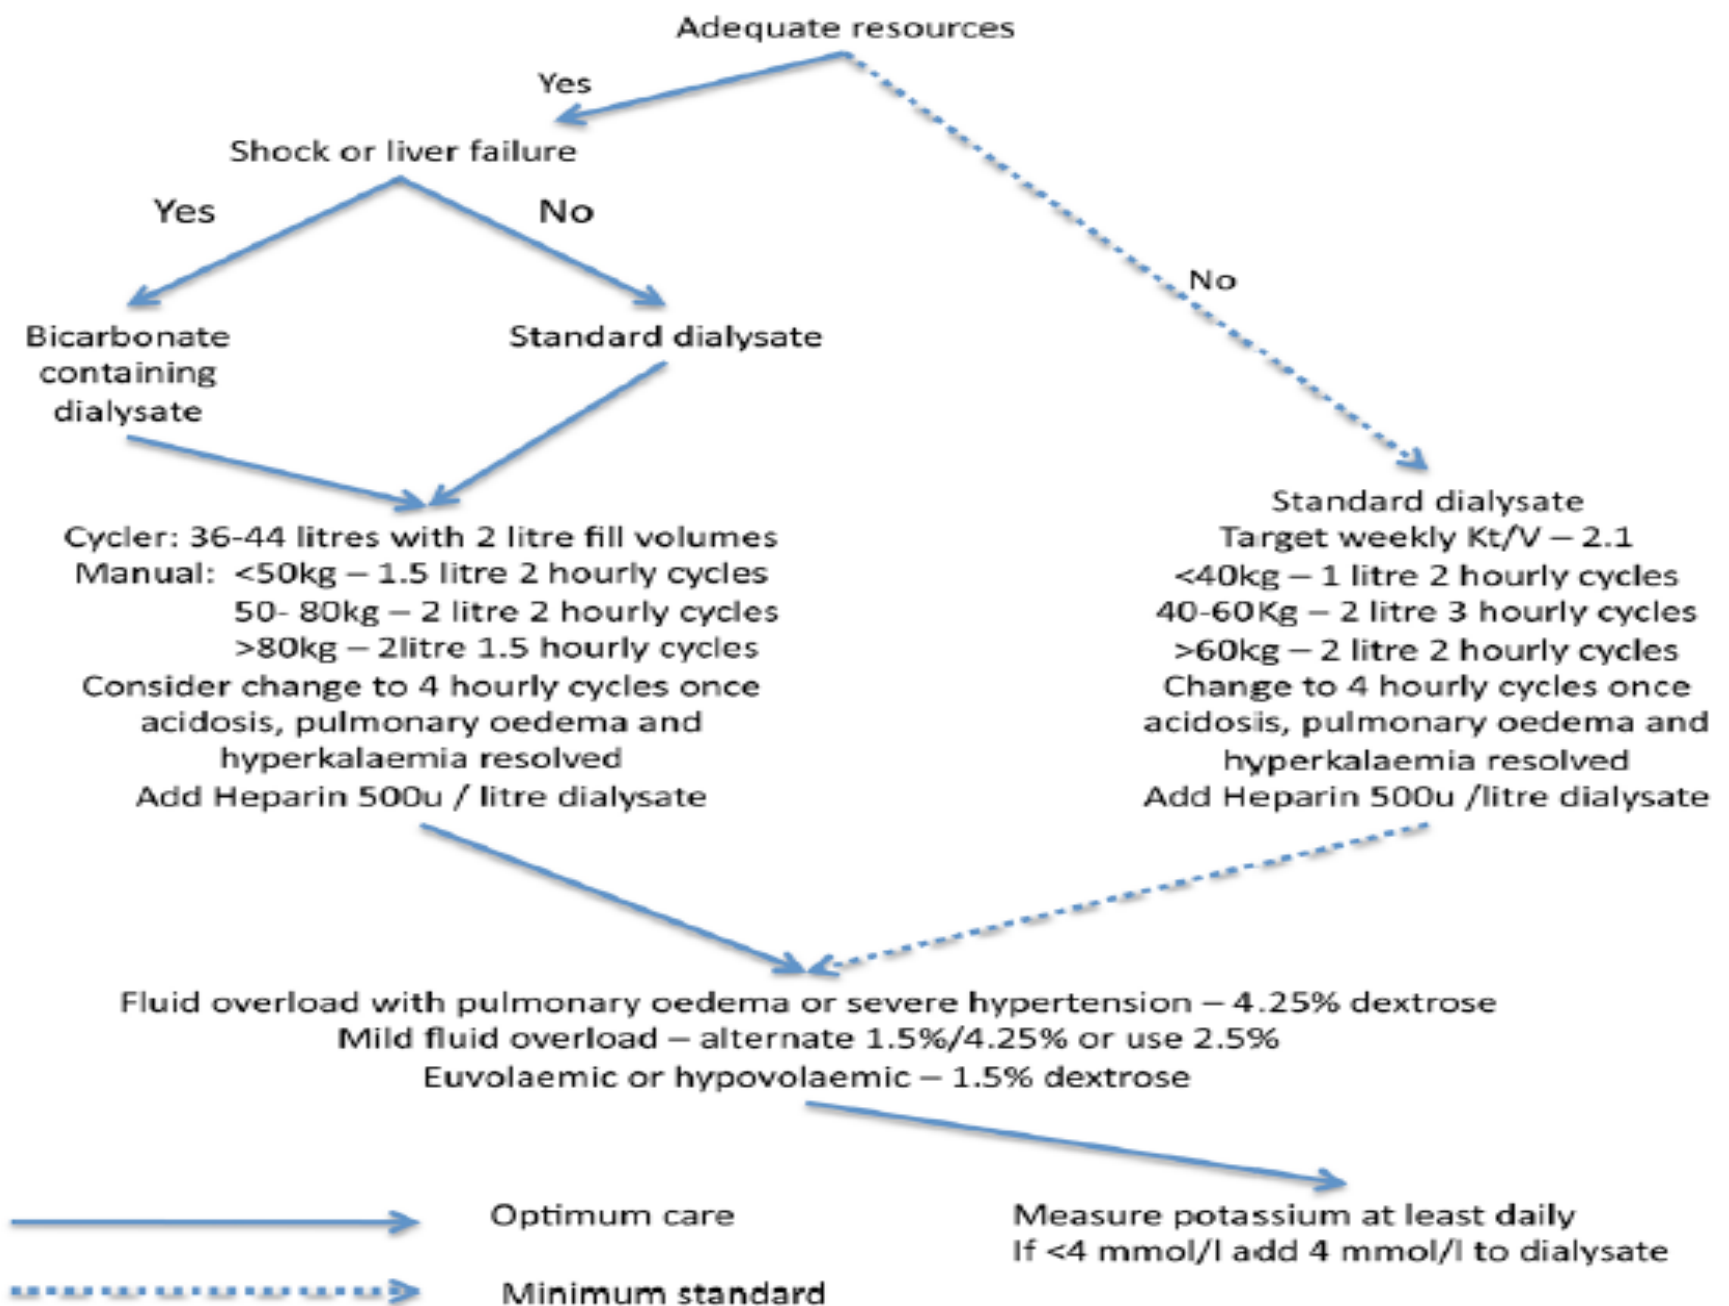 Adequate resources
Yes
Shock or liver failure
Yes
No
No
Bicarbonate
containing
dialysate
Standard dialysate
Cycler: 36-44 litres with 2 litre fill volumes
Manual: <50kg – 1.5 litre 2 hourly cycles
50- 80kg – 2 litre 2 hourly cycles
>80kg – 2litre 1.5 hourly cycles
Consider change to 4 hourly cycles once
acidosis, pulmonary oedema and
hyperkalaemia resolved
Add Heparin 500u / litre dialysate
Standard dialysate
Target weekly Kt/V – 2.1
<40kg – 1 litre 2 hourly cycles
40-60Kg – 2 litre 3 hourly cycles
>60kg – 2 litre 2 hourly cycles
Change to 4 hourly cycles once
acidosis, pulmonary oedema and
hyperkalaemia resolved
Add Heparin 500u /litre dialysate
Fluid overload with pulmonary oedema or severe hypertension – 4.25% dextrose
Mild fluid overload – alternate 1.5%/4.25% or use 2.5%
Euvolaemic or hypovolaemic – 1.5% dextrose
Optimum care
Minimum standard
Measure potassium at least daily
If <4 mmol/l add 4 mmol/l to dialysate